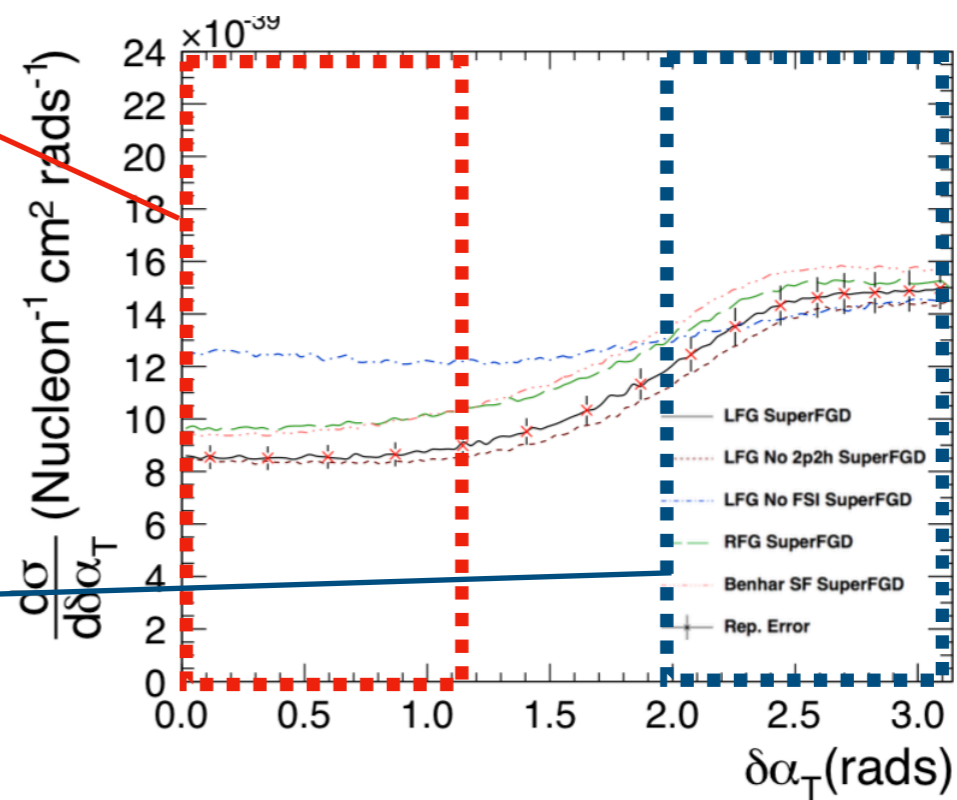 ×10⁻³⁹
24
22
20
18
16
14
12
10
8
6
4
2
0
dσ
dδα_T
(Nucleon⁻¹ cm² rads⁻¹)
LFG SuperFGD
LFG No 2p2h SuperFGD
LFG No FSI SuperFGD
RFG SuperFGD
Benhar SF SuperFGD
Rep. Error
0.0 0.5 1.0 1.5 2.0 2.5 3.0
δα_T(rads)